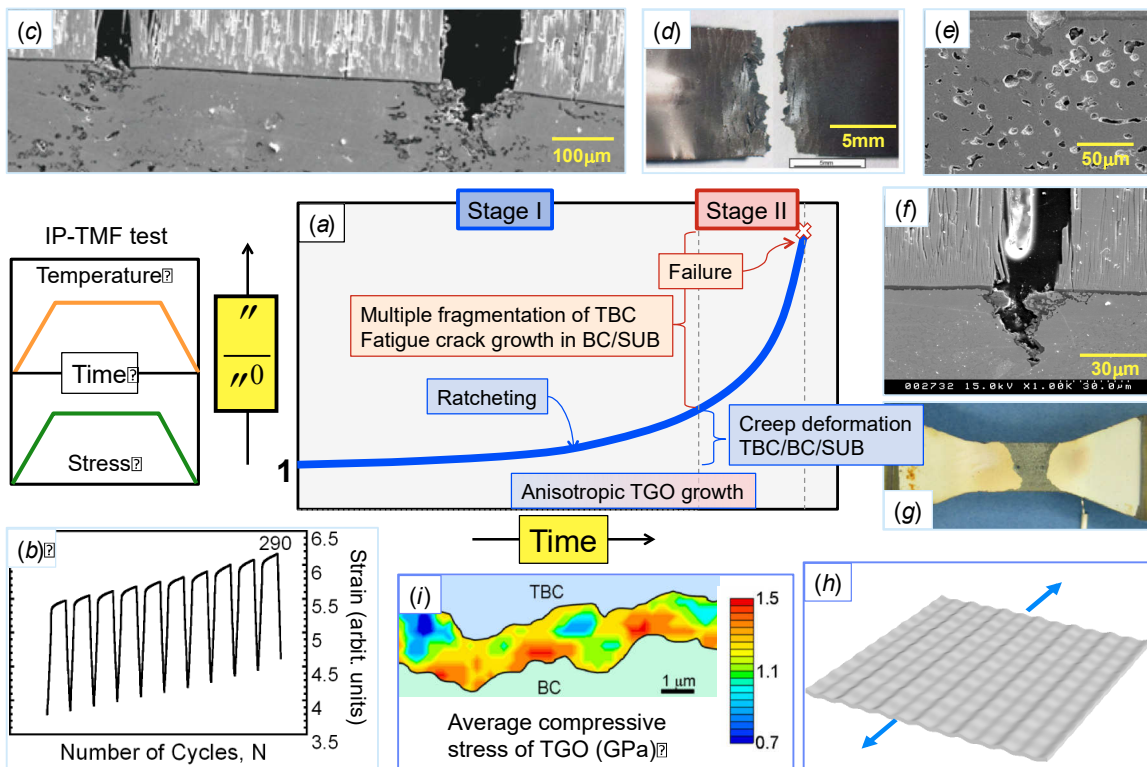 (c)
100μm
(d)
5mm
5mm
(e)
50μm
IP-TMF test
Temperature
Time
Stress
″
″0
1
(a)
Stage I
Stage II
Failure
Multiple fragmentation of TBC
Fatigue crack growth in BC/SUB
Ratcheting
Creep deformation
TBC/BC/SUB
Anisotropic TGO growth
Time
(f)
30μm
002732 15.0kV X1.00K 30.0μm
(g)
(b)
290
6.5
6
5.5
5
4.5
4
3.5
Strain (arbit. units)
Number of Cycles, N
(i)
TBC
BC
1 μm
1.5
1.1
0.7
Average compressive
stress of TGO (GPa)
(h)